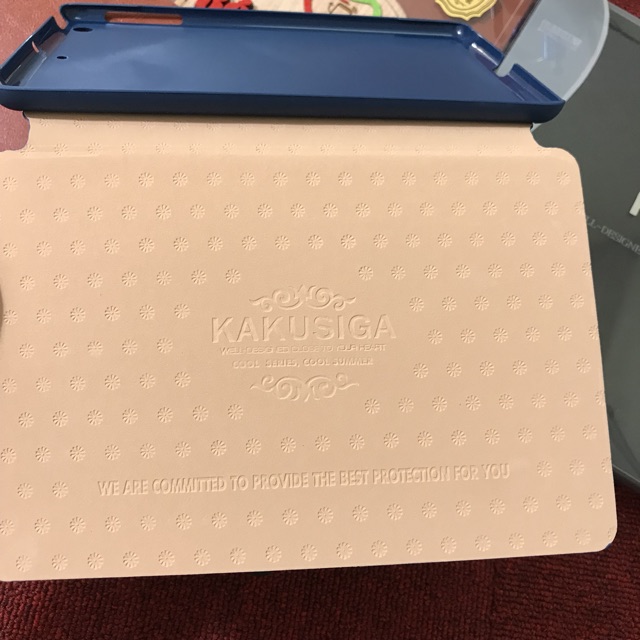 KAKUSIGA
COOL SERIES, COOL SUMMER
WE ARE COMMITTED TO PROVIDE THE BEST PROTECTION FOR YOU